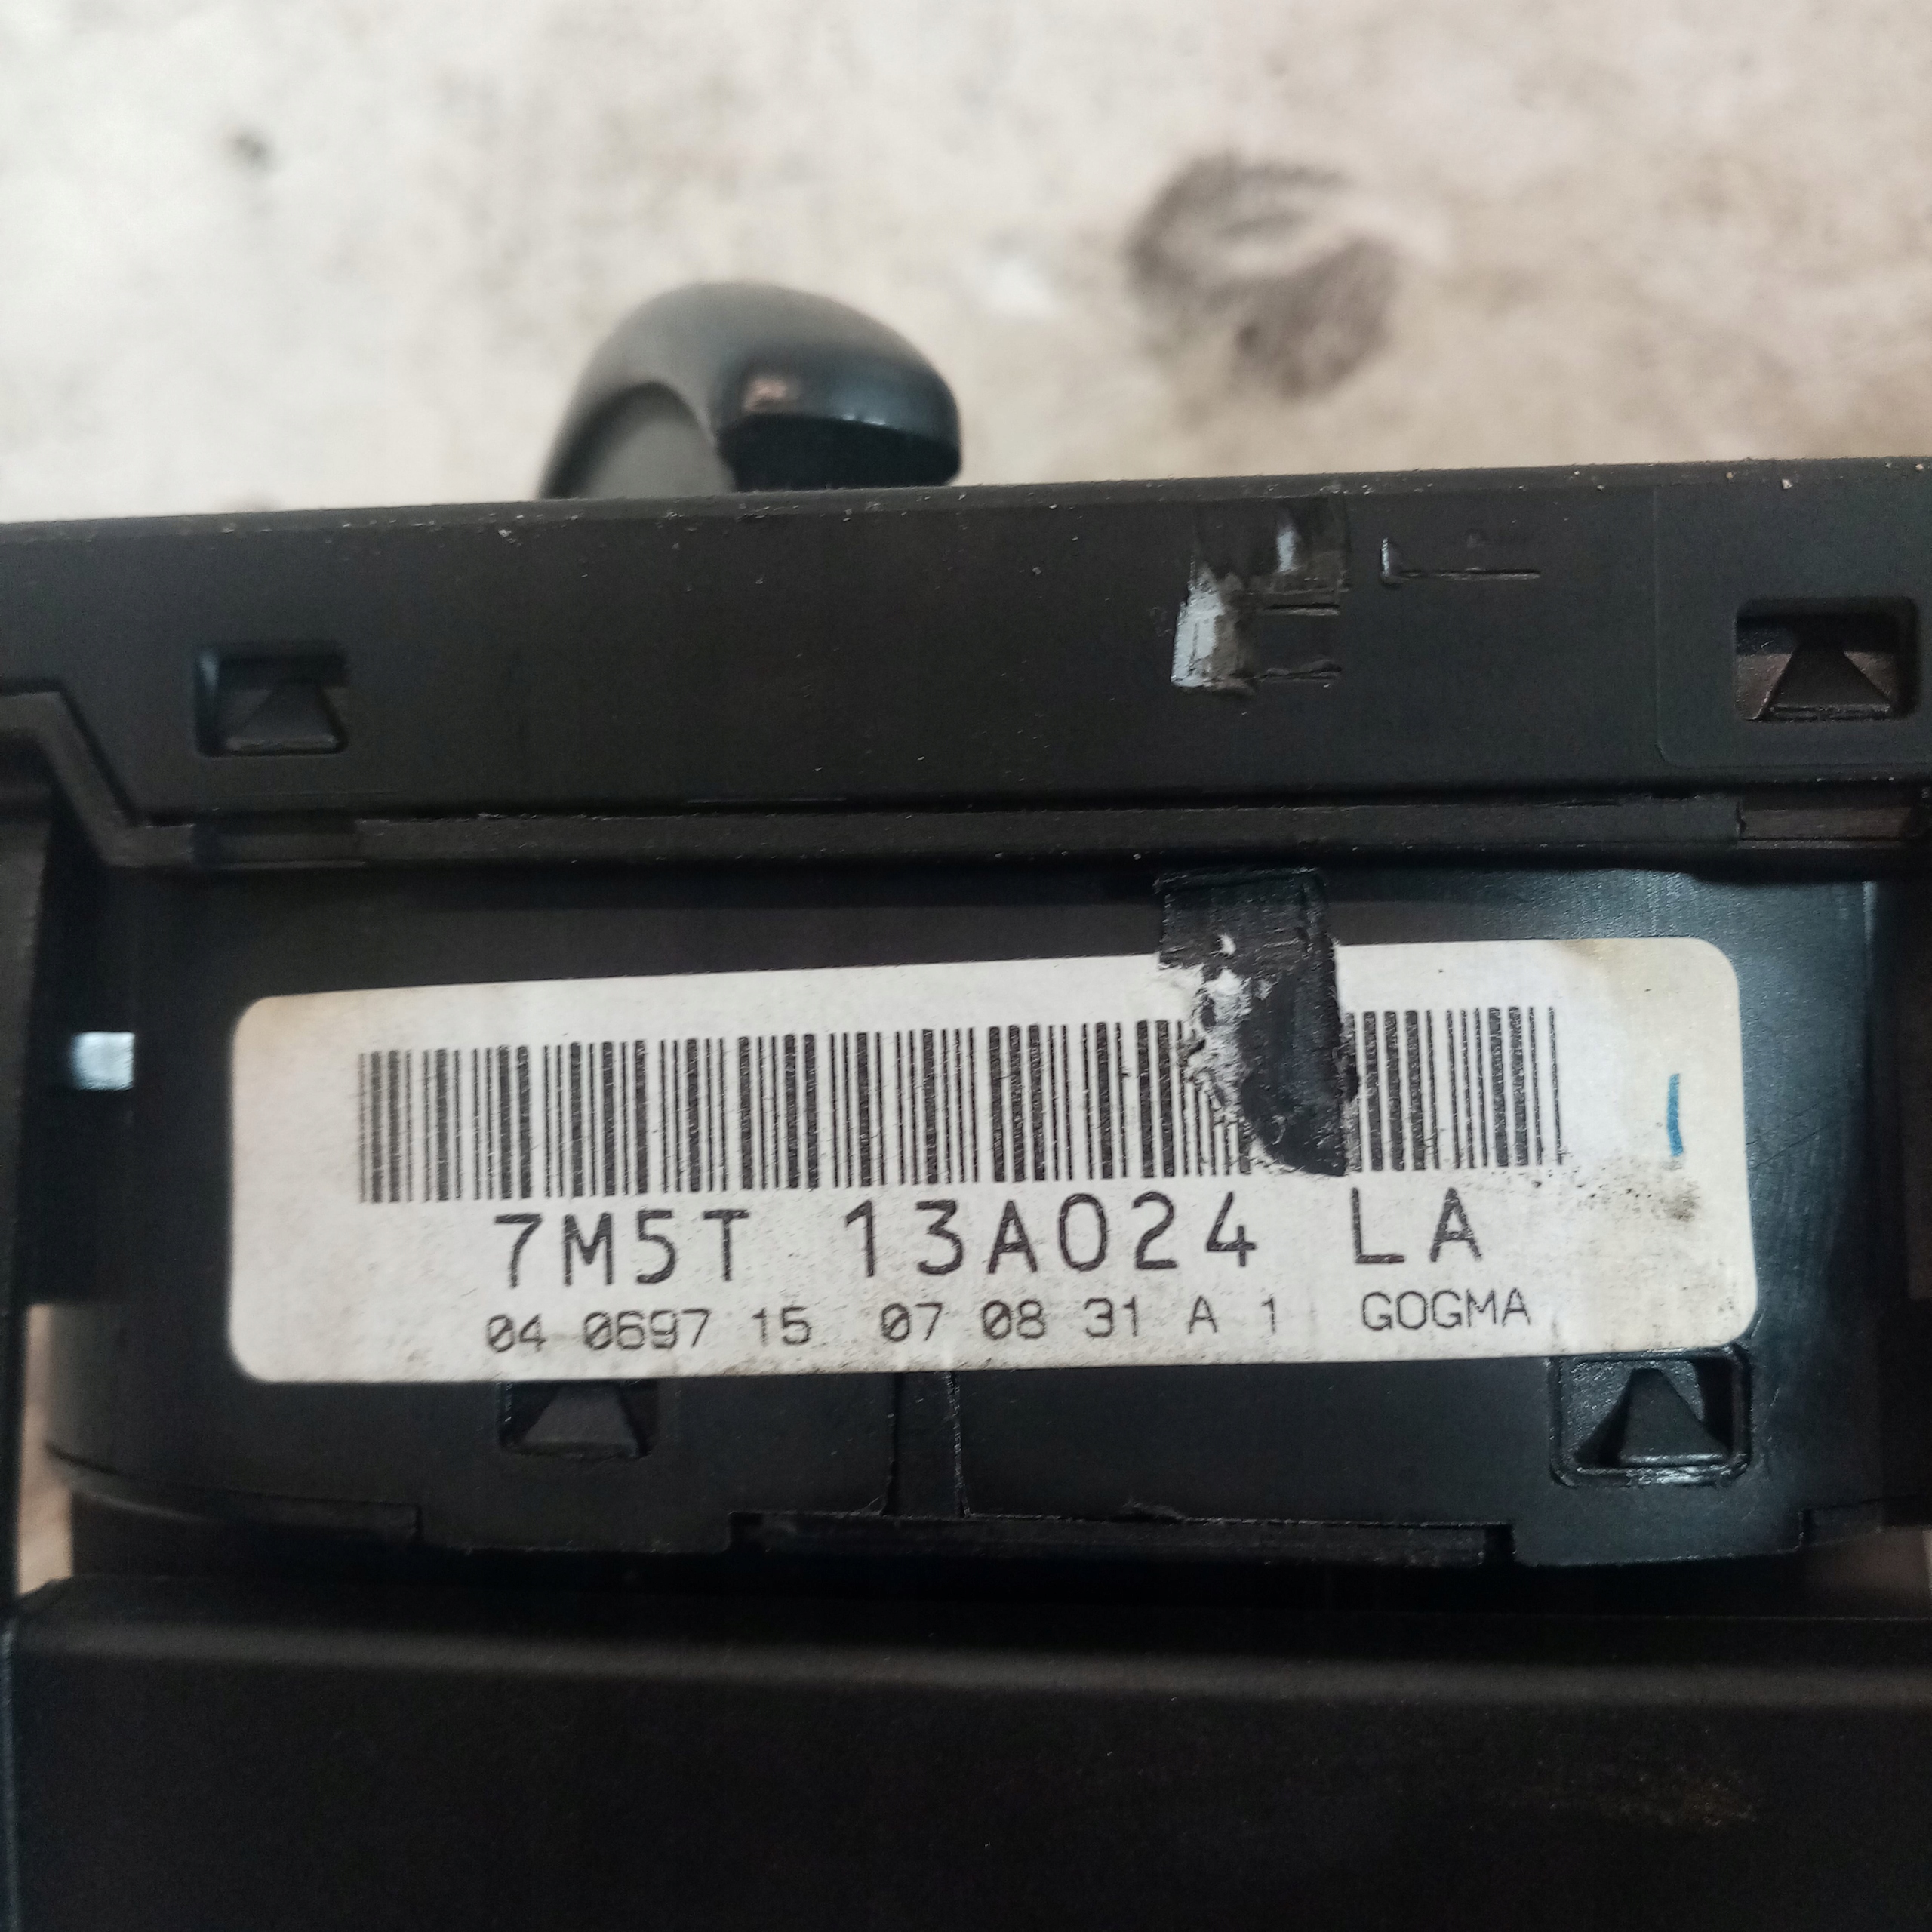 7M5T 13A024 LA
04 0697 15 07 08 31 A 1 GOGMA